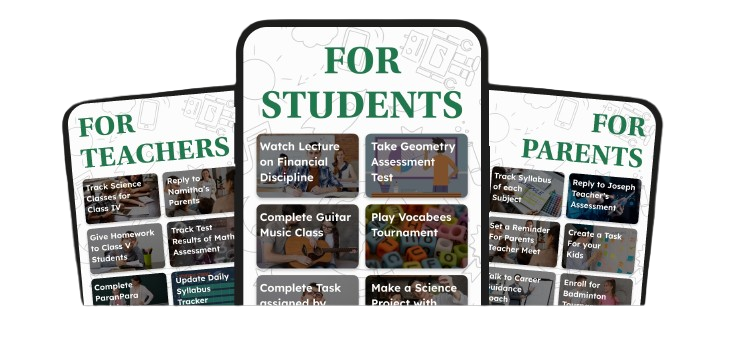 FOR
TEACHERS
Track Science
Classes for
Class IV
Reply to
Namitha's
Parents
Give Homework
to Class V
Students
Track Test
Results of Math
Assessment
Complete
ParanPara
Update Daily
Syllabus
Tracker
FOR
STUDENTS
Watch Lecture
on Financial
Discipline
Take Geometry
Assessment
Test
Complete Guitar
Music Class
Play Vocabees
Tournament
Complete Task
assigned by
Make a Science
Project with
FOR
PARENTS
Track Syllabus
of each
Subject
Reply to Joseph
Teacher's
Assessment
Set a Reminder
For Parents
Teacher Meet
Create a Task
For your
Kids
Talk to Career
Guidance
Coach
Enroll for
Badminton